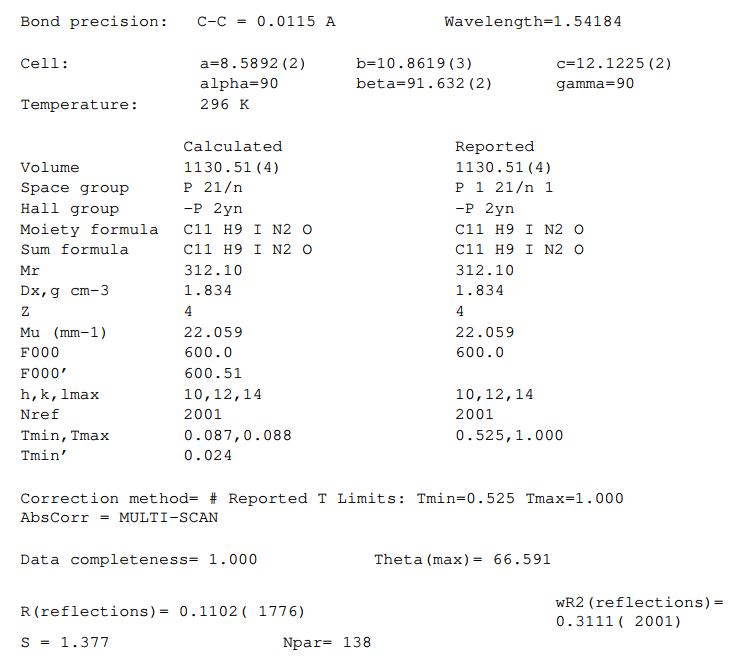 Bond precision: C-C = 0.0115 A Wavelength=1.54184
Cell: a=8.5892(2) b=10.8619(3) c=12.1225(2)
alpha=90 beta=91.632(2) gamma=90
Temperature: 296 K
Calculated Reported
Volume 1130.51(4) 1130.51(4)
Space group P 21/n P 1 21/n 1
Hall group -P 2yn -P 2yn
Moiety formula C11 H9 I N2 O C11 H9 I N2 O
Sum formula C11 H9 I N2 O C11 H9 I N2 O
Mr 312.10 312.10
Dx,g cm-3 1.834 1.834
Z 4 4
Mu (mm-1) 22.059 22.059
F000 600.0 600.0
F000′ 600.51
h,k,lmax 10,12,14 10,12,14
Nref 2001 2001
Tmin,Tmax 0.087,0.088 0.525,1.000
Tmin′ 0.024
Correction method= # Reported T Limits: Tmin=0.525 Tmax=1.000
AbsCorr = MULTI-SCAN
Data completeness= 1.000 Theta(max)= 66.591
R(reflections)= 0.1102( 1776) wR2(reflections)=
0.3111( 2001)
S = 1.377 Npar= 138